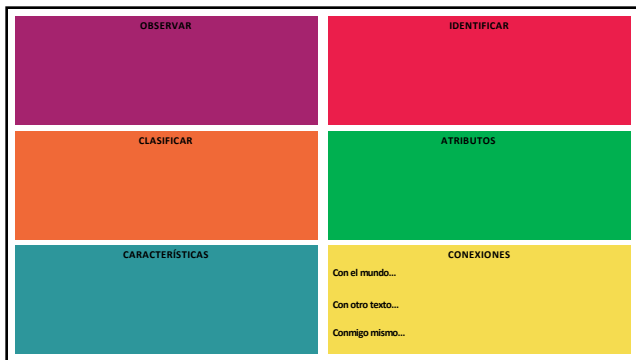 OBSERVAR
IDENTIFICAR
CLASIFICAR
ATRIBUTOS
CARACTERÍSTICAS
CONEXIONES
Con el mundo...
Con otro texto...
Conmigo mismo...